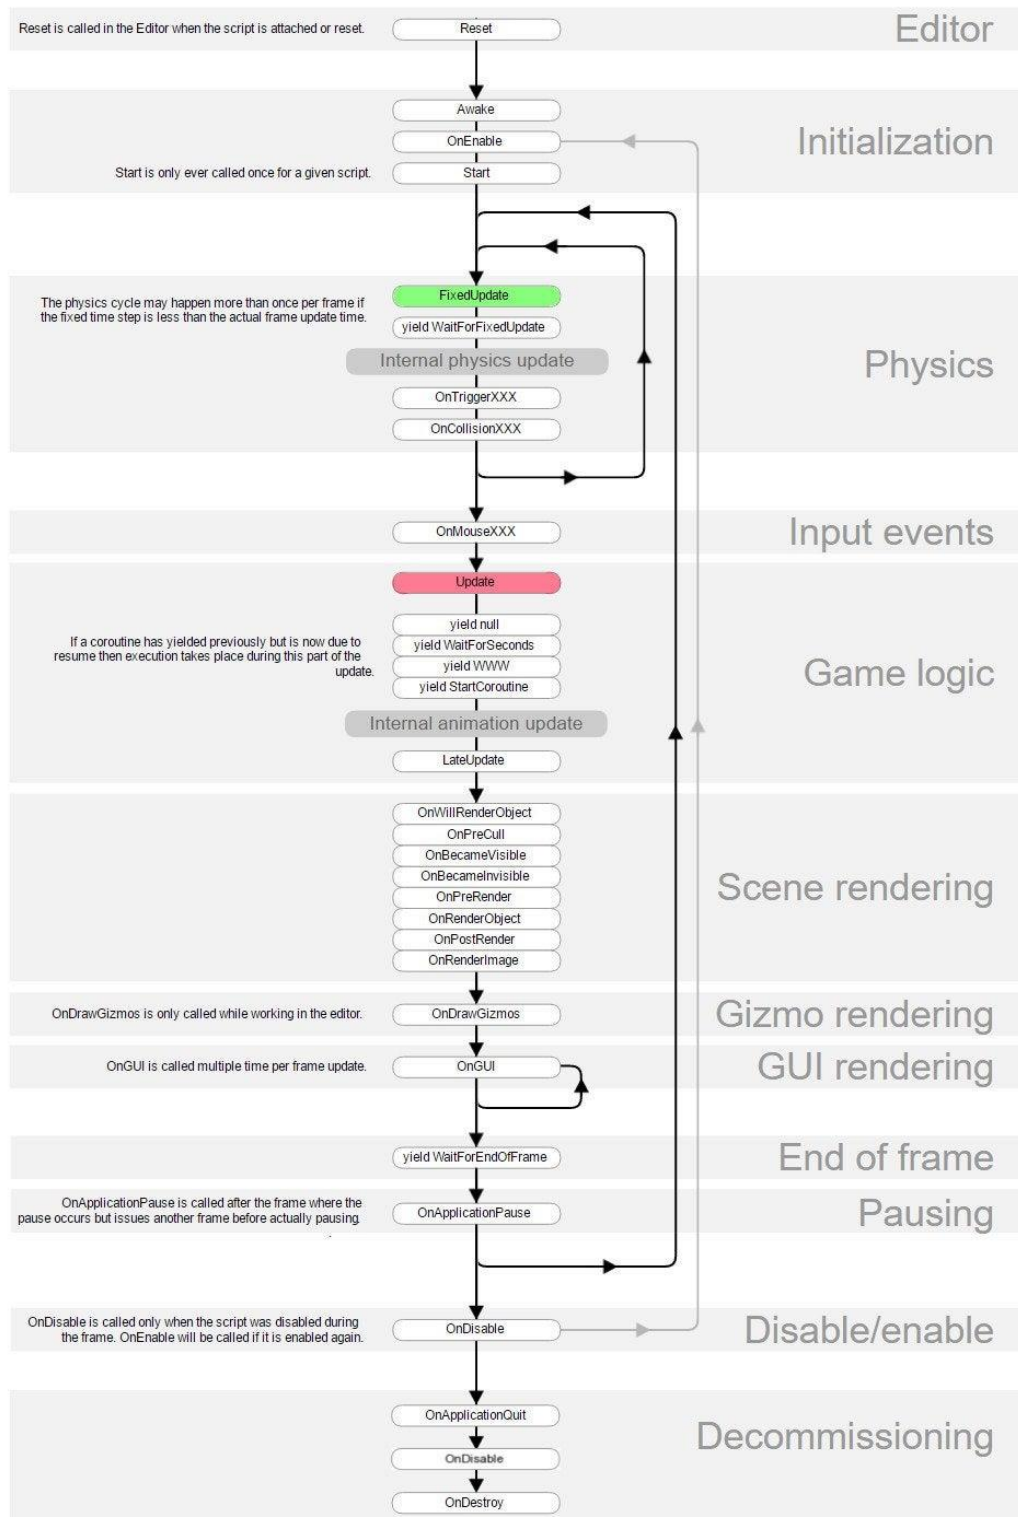 Reset is called in the Editor when the script is attached or reset.
Reset
Editor
Awake
OnEnable
Initialization
Start is only ever called once for a given script.
Start
The physics cycle may happen more than once per frame if
the fixed time step is less than the actual frame update time.
FixedUpdate
yield WaitForFixedUpdate
Internal physics update
Physics
OnTriggerXXX
OnCollisionXXX
OnMouseXXX
Input events
Update
If a coroutine has yielded previously but is now due to
resume then execution takes place during this part of the
update.
yield null
yield WaitForSeconds
yield WWW
yield StartCoroutine
Game logic
Internal animation update
LateUpdate
OnWillRenderObject
OnPreCull
OnBecameVisible
OnBecameInvisible
OnPreRender
OnRenderObject
OnPostRender
OnRenderImage
Scene rendering
OnDrawGizmos is only called while working in the editor.
OnDrawGizmos
Gizmo rendering
OnGUI is called multiple time per frame update.
OnGUI
GUI rendering
yield WaitForEndOfFrame
End of frame
OnApplicationPause is called after the frame where the
pause occurs but issues another frame before actually pausing.
OnApplicationPause
Pausing
OnDisable is called only when the script was disabled during
the frame. OnEnable will be called if it is enabled again.
OnDisable
Disable/enable
OnApplicationQuit
Decommissioning
OnDisable
OnDestroy